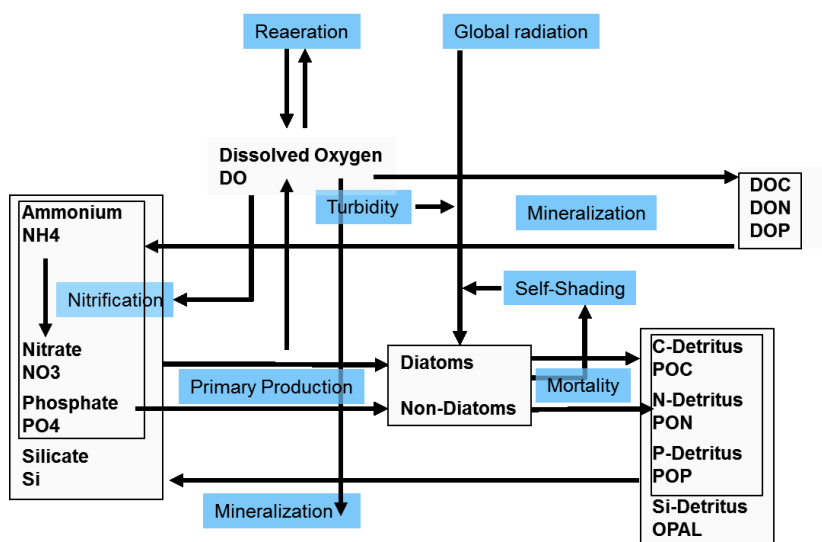 Reaeration
Global radiation
Dissolved Oxygen
DO
Turbidity
Mineralization
DOC
DON
DOP
Ammonium
NH4
Nitrification
Self-Shading
Nitrate
NO3
Phosphate
PO4
Silicate
Si
Primary Production
Diatoms
Non-Diatoms
Mortality
C-Detritus
POC
N-Detritus
PON
P-Detritus
POP
Si-Detritus
OPAL
Mineralization